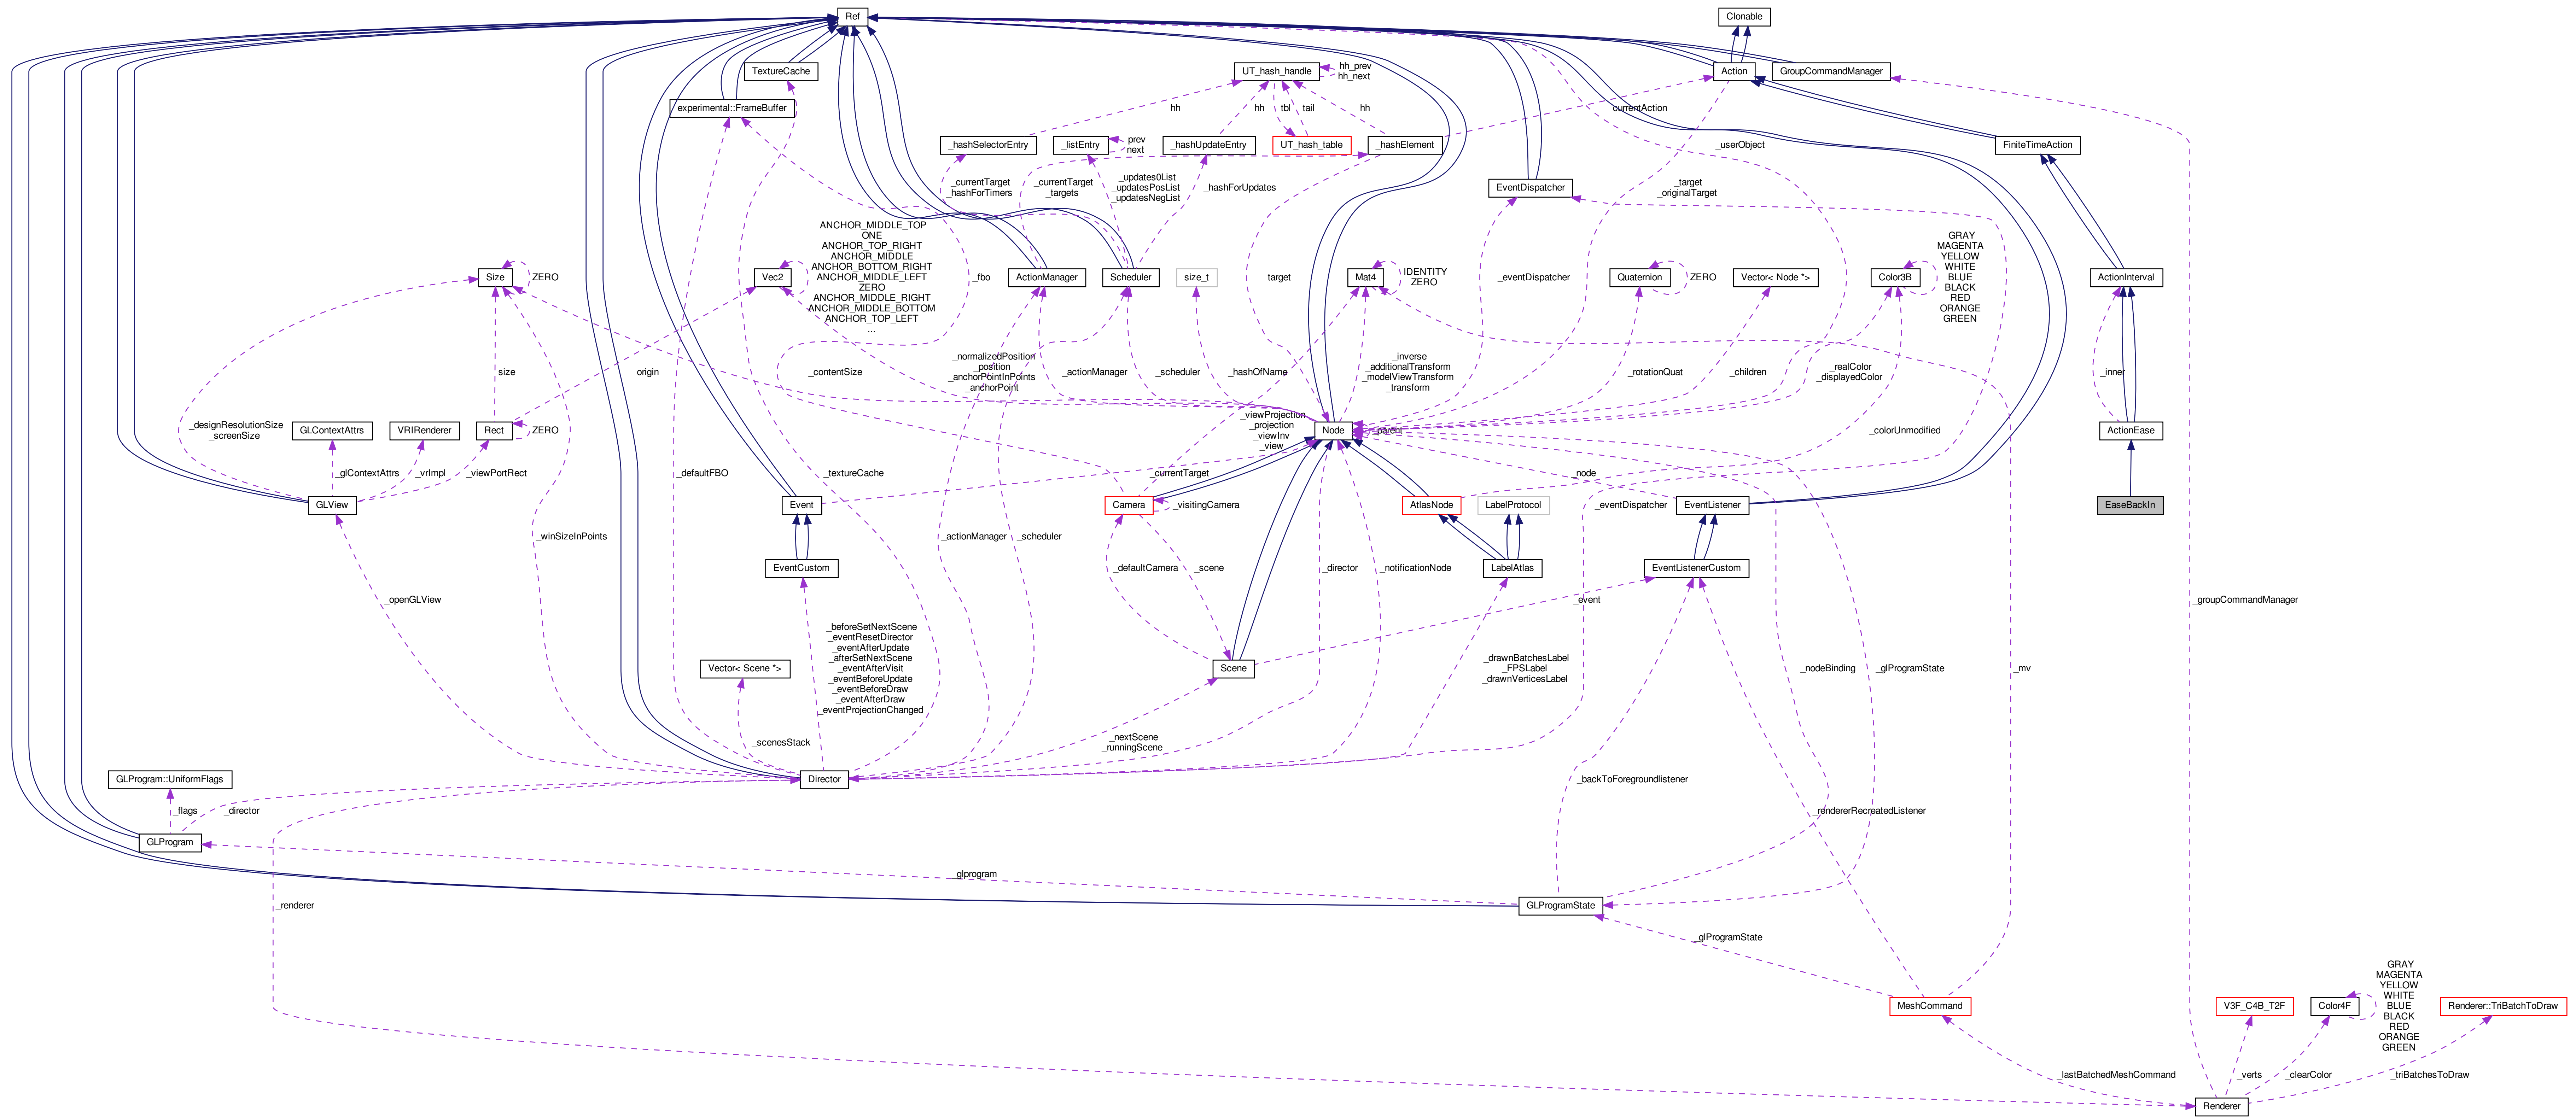 Ref
Clonable
TextureCache
UT_hash_handle
hh_prev
hh_next
Action
GroupCommandManager
experimental::FrameBuffer
hh
hh
tbl
tail
hh
currentAction
_hashSelectorEntry
_listEntry
prev
next
_hashUpdateEntry
UT_hash_table
_hashElement
_userObject
FiniteTimeAction
_currentTarget
_hashForTimers
_currentTarget
_targets
_updates0List
_updatesPosList
_updatesNegList
_hashForUpdates
EventDispatcher
_target
_originalTarget
ANCHOR_MIDDLE_TOP
ONE
ANCHOR_TOP_RIGHT
ANCHOR_MIDDLE
ANCHOR_BOTTOM_RIGHT
ANCHOR_MIDDLE_LEFT
ZERO
ANCHOR_MIDDLE_RIGHT
ANCHOR_MIDDLE_BOTTOM
ANCHOR_TOP_LEFT
...
GRAY
MAGENTA
YELLOW
WHITE
BLUE
BLACK
RED
ORANGE
GREEN
Size
ZERO
Vec2
_fbo
ActionManager
Scheduler
size_t
target
Mat4
IDENTITY
ZERO
_eventDispatcher
Quaternion
ZERO
Vector< Node *>
Color3B
ActionInterval
size
origin
_contentSize
_normalizedPosition
_position
_anchorPointInPoints
_anchorPoint
_actionManager
_scheduler
_hashOfName
_inverse
_additionalTransform
_modelViewTransform
_transform
_rotationQuat
_children
_realColor
_displayedColor
_inner
_designResolutionSize
_screenSize
GLContextAttrs
VRIRenderer
Rect
ZERO
_viewProjection
_projection
_viewInv
_view
Node
_parent
_colorUnmodified
ActionEase
_glContextAttrs
_vrImpl
_viewPortRect
_defaultFBO
_textureCache
_currentTarget
node
GLView
Event
Camera
_visitingCamera
AtlasNode
LabelProtocol
_eventDispatcher
EventListener
EaseBackIn
_winSizeInPoints
_actionManager
_scheduler
EventCustom
_defaultCamera
_scene
_director
_notificationNode
LabelAtlas
EventListenerCustom
_openGLView
_event
_groupCommandManager
_beforeSetNextScene
_eventResetDirector
_eventAfterUpdate
_afterSetNextScene
_eventAfterVisit
_eventBeforeUpdate
_eventBeforeDraw
_eventAfterDraw
_eventProjectionChanged
Vector< Scene *>
Scene
_drawnBatchesLabel
_FPSLabel
_drawnVerticesLabel
_nodeBinding
_glProgramState
_mv
_scenesStack
_nextScene
_runningScene
GLProgram::UniformFlags
Director
_backToForegroundlistener
_flags
_director
_rendererRecreatedListener
GLProgram
glprogram
_renderer
GLProgramState
_glProgramState
GRAY
MAGENTA
YELLOW
WHITE
BLUE
BLACK
RED
ORANGE
GREEN
MeshCommand
V3F_C4B_T2F
Color4F
Renderer::TriBatchToDraw
_lastBatchedMeshCommand
_verts
_clearColor
_triBatchesToDraw
Renderer